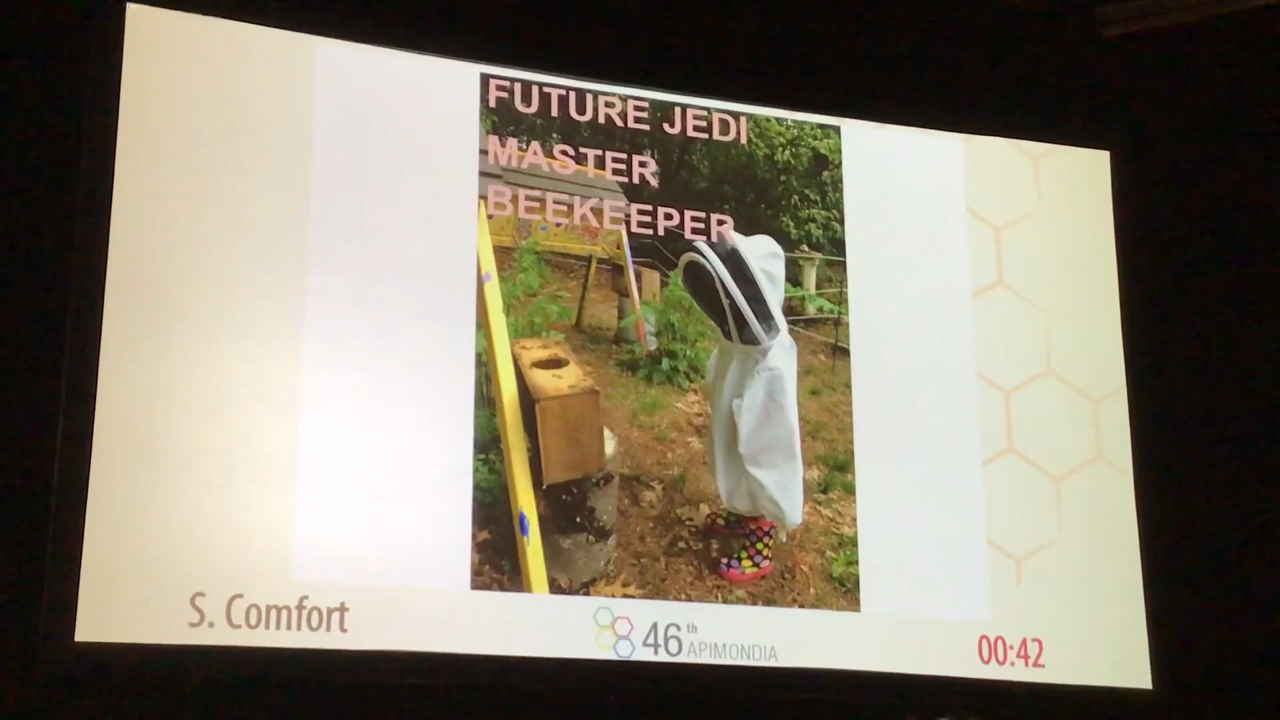 FUTURE JEDI
MASTER
BEEKEEPER
S. Comfort
46th APIMONDIA
00:42